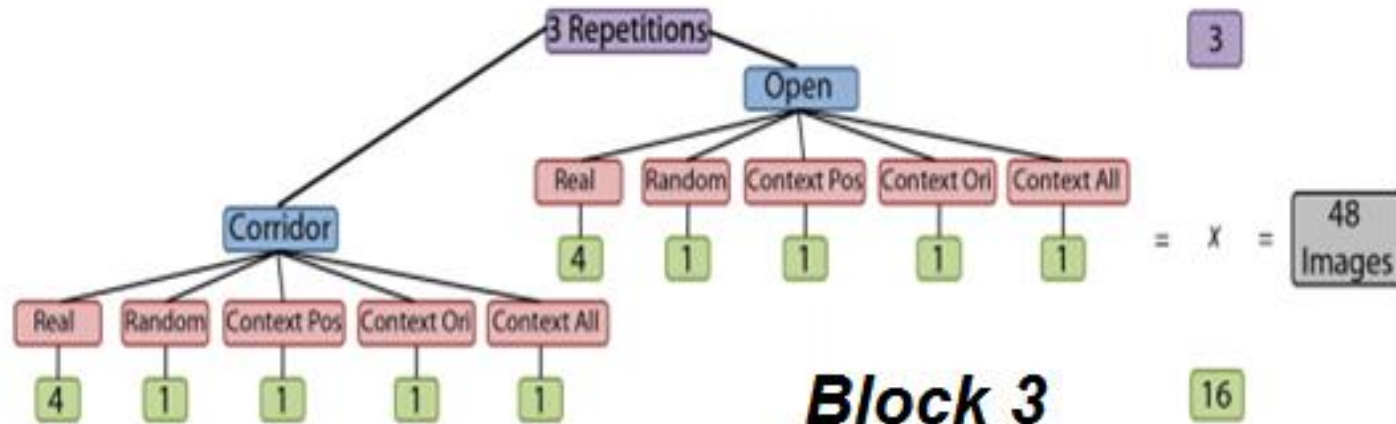 3 Repetitions
3
Open
Real Random Context Pos Context Ori Context All
Corridor
4 1 1 1 1
= x = 48 Images
Real Random Context Pos Context Ori Context All
4 1 1 1 1
Block 3
16